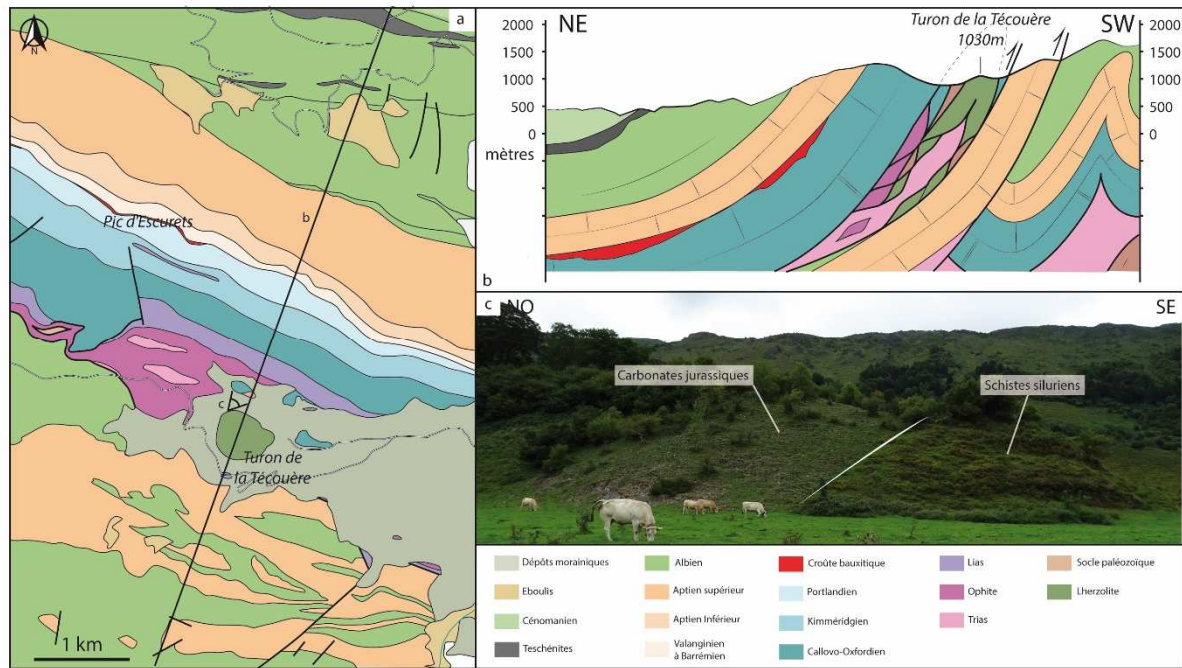 a
N
b
Pic d'Escurets
c
Turon de
la Técouère
1 km
2000
1500
1000
500
0
mètres
NE
Turon de la Técouère
1030m
SW
2000
1500
1000
500
0
b
c
NO
SE
Carbonates jurassiques
Schistes siluriens
Dépôts morainiques
Eboulis
Cénomanien
Teschénites
Albien
Aptien supérieur
Aptien Inférieur
Valanginien
à Barrémien
Croûte bauxitique
Portlandien
Kimméridgien
Callovo-Oxfordien
Lias
Ophite
Trias
Socle paléozoïque
Lherzolite